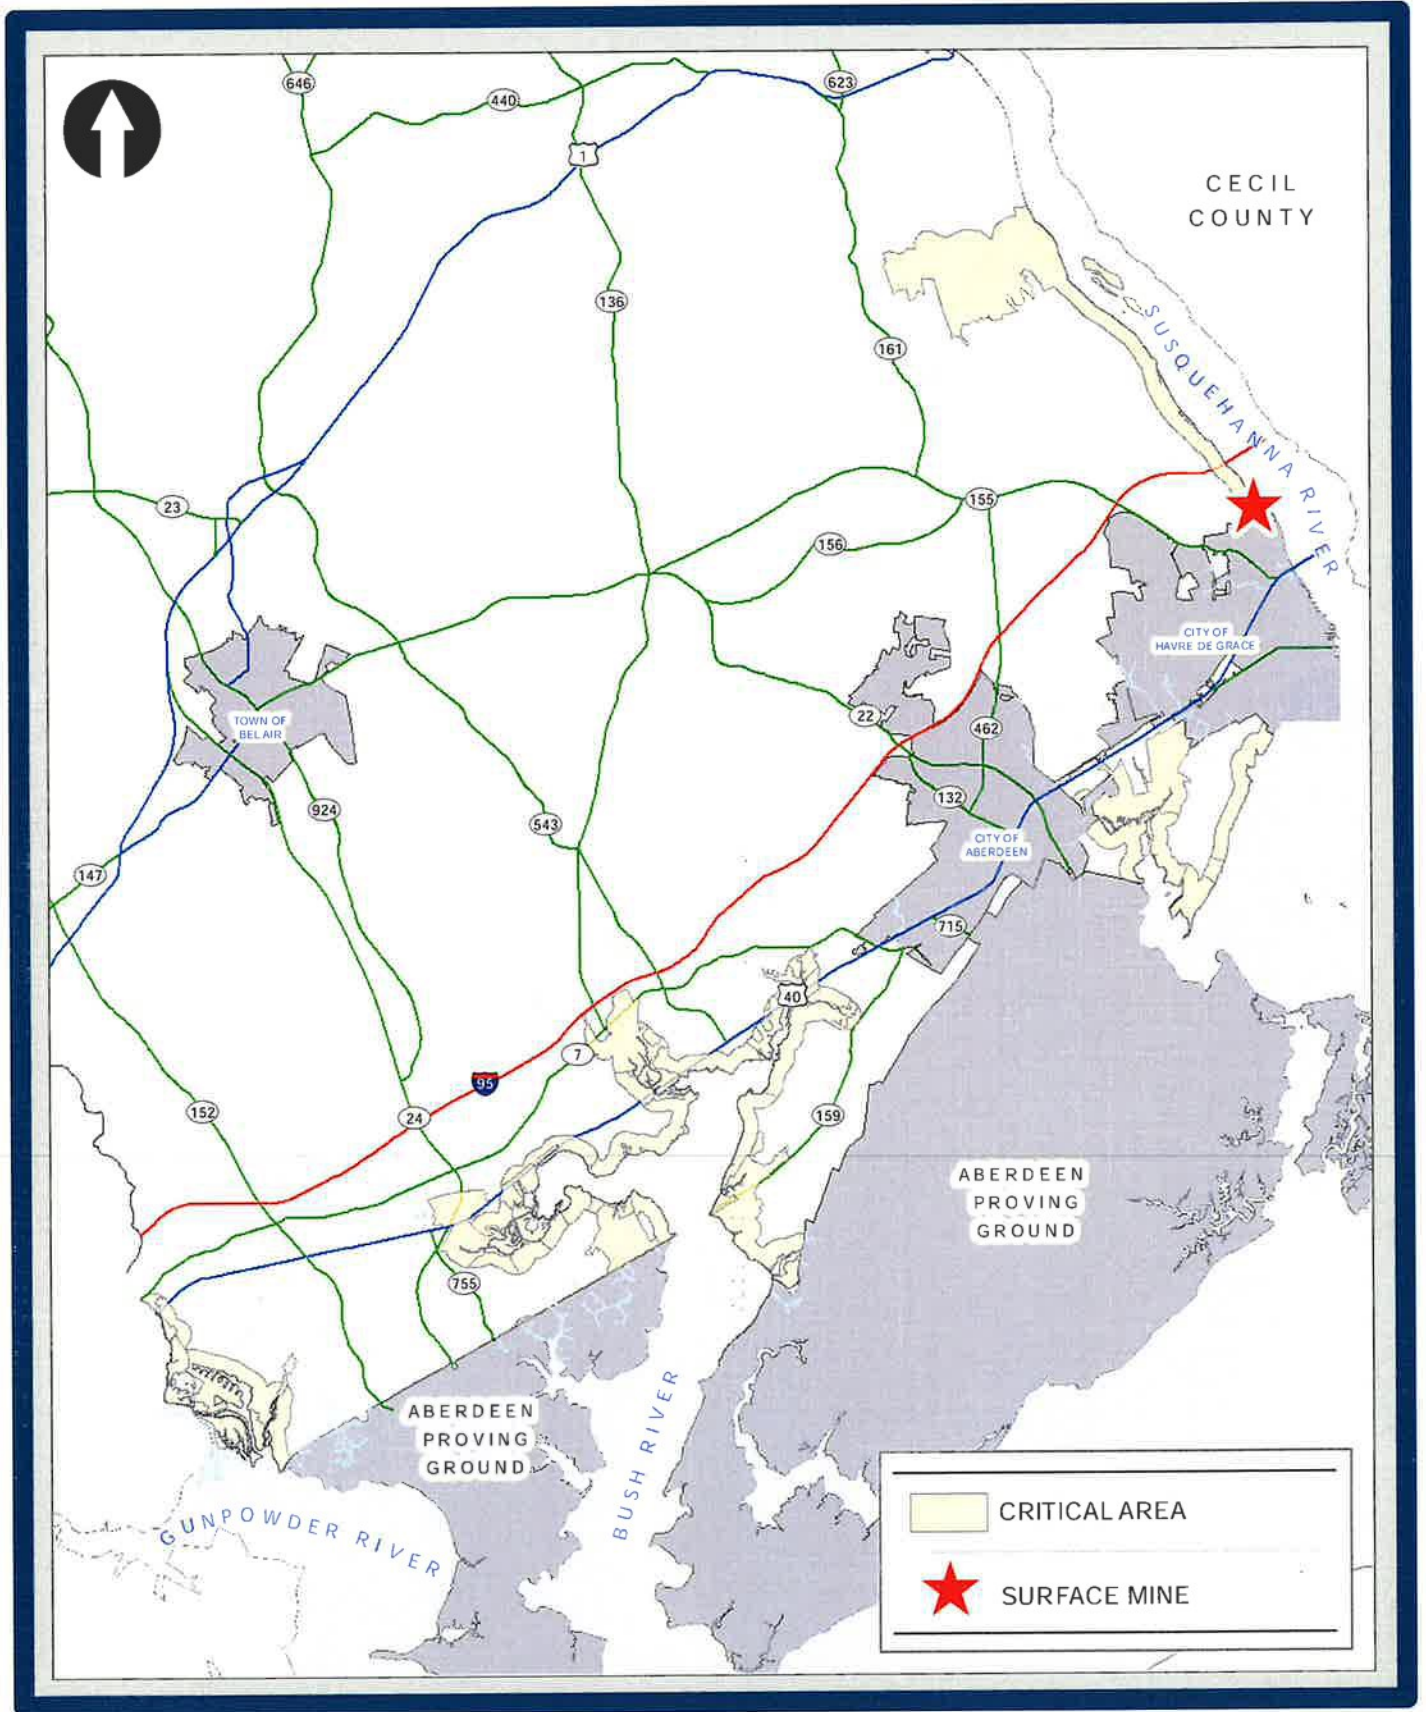 646
440
623
1
CECIL
COUNTY
136
161
SUSQUEHANNA RIVER
23
155
156
CITY OF
HAVRE DE GRACE
TOWN OF
BEL AIR
22
462
924
132
543
CITY OF
ABERDEEN
147
715
40
7
95
152
24
159
ABERDEEN
PROVING
GROUND
755
ABERDEEN
PROVING
GROUND
BUSH RIVER
GUNPOWDER RIVER
CRITICAL AREA
SURFACE MINE